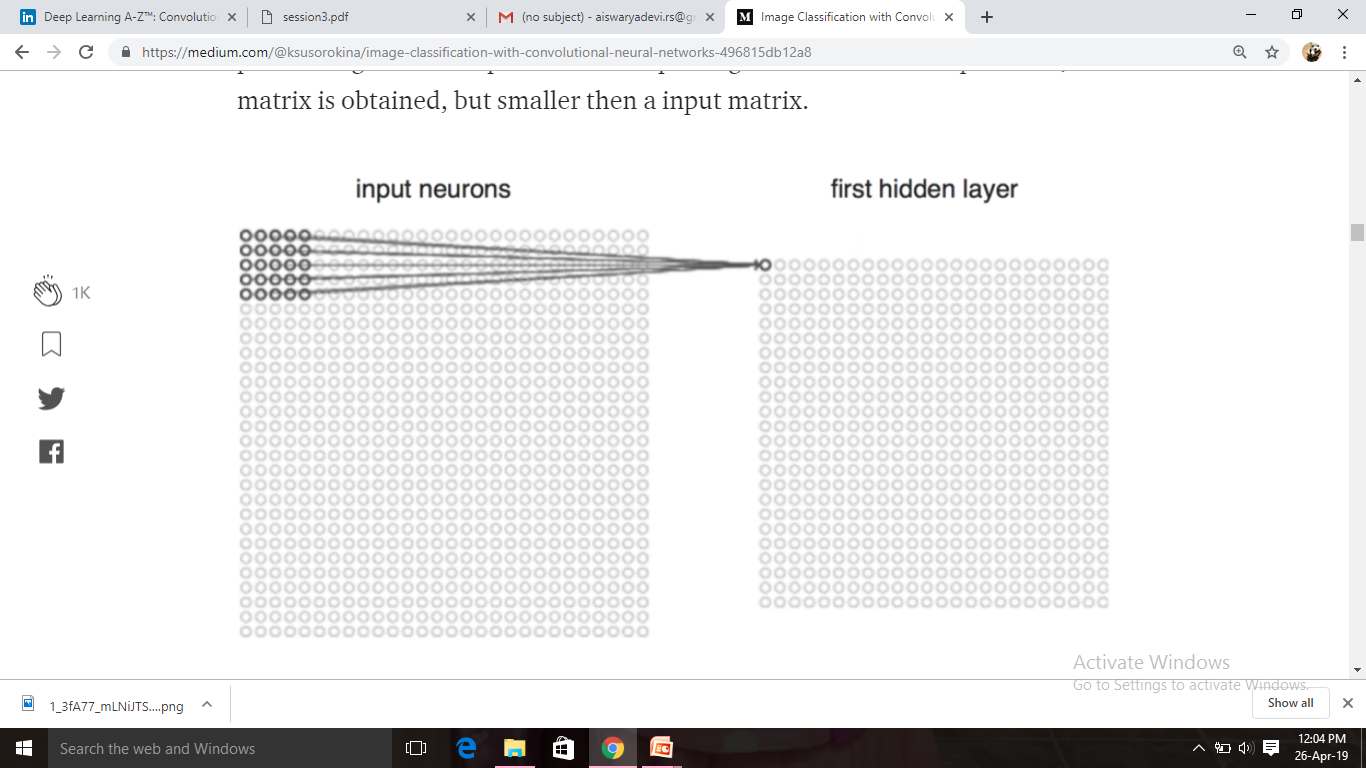 Deep Learning A-Z™: Convolutio
session3.pdf
(no subject) - aiswaryadevi.rs@g
Image Classification with Convol
https://medium.com/@ksusorokina/image-classification-with-convolutional-neural-networks-496815db12a8
matrix is obtained, but smaller then a input matrix.
input neurons
first hidden layer
1K
Activate Windows
Go to Settings to activate Windows.
1_3fA77_mLNiJTS....png
Show all
Search the web and Windows
12:04 PM
26-Apr-19